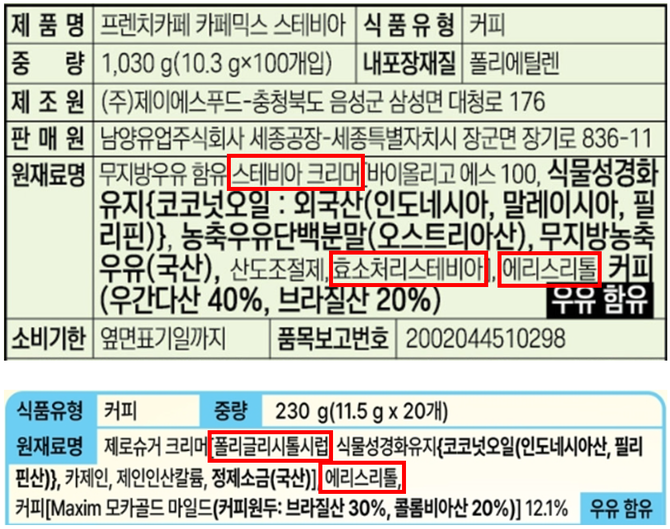 제 품 명 프렌치카페 카페믹스 스테비아 식품유형 커피
중 량 1,030 g(10.3 g×100개입) 내포장재질 폴리에틸렌
제 조 원 (주)제이에스푸드-충청북도 음성군 삼성면 대청로 176
판 매 원 남양유업주식회사 세종공장-세종특별자치시 장군면 장기로 836-11
원재료명 무지방우유 함유 스테비아 크리머[바이올리고 에스 100, 식물성경화
유지{코코넛오일 : 외국산(인도네시아, 말레이시아, 필
리핀)}, 농축우유단백분말(오스트리아산), 무지방농축
우유(국산), 산도조절제, 효소처리스테비아], 에리스리톨, 커피
(우간다산 40%, 브라질산 20%) 우유 함유
소비기한 옆면표기일까지 품목보고번호 2002044510298
식품유형 커피 중량 230 g(11.5 g x 20개)
원재료명 제로슈거 크리머[폴리글리시톨시럽, 식물성경화유지{코코넛오일(인도네시아산, 필리
핀산)}, 카제인, 제인인산칼륨, 정제소금(국산)], 에리스리톨,
커피[Maxim 모카골드 마일드(커피원두: 브라질산 30%, 콜롬비아산 20%)] 12.1% 우유 함유